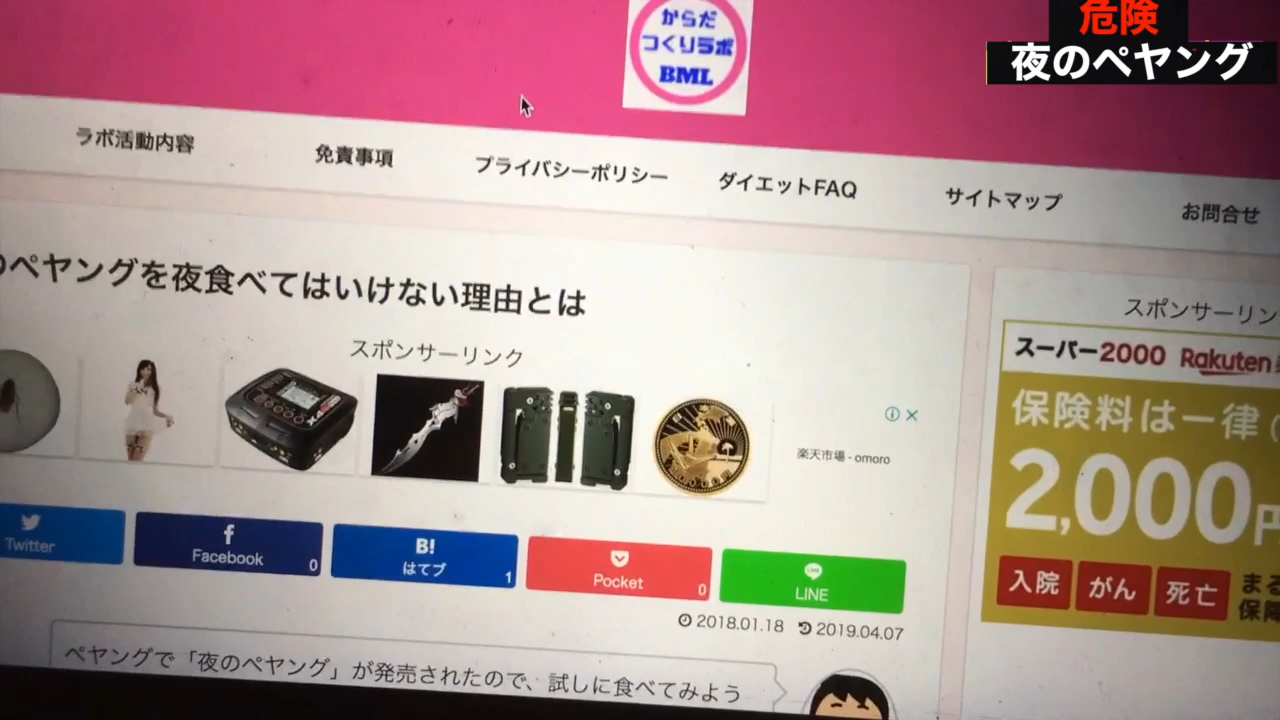 危険
夜のペヤング
からだ
つくりラボ
BML
ラボ活動内容
免責事項
プライバシーポリシー
ダイエットFAQ
サイトマップ
お問合せ
のペヤングを夜食べてはいけない理由とは
スポンサーリンク
楽天市場 - omoro
スポンサーリン
スーパー2000 Rakuten
保険料は一律
2,000円
入院 がん 死亡
まる
保険
Twitter
Facebook 0
B!
はてブ 1
Pocket 0
LINE
2018.01.18 2019.04.07
ペヤングで「夜のペヤング」が発売されたので、試しに食べてみよう